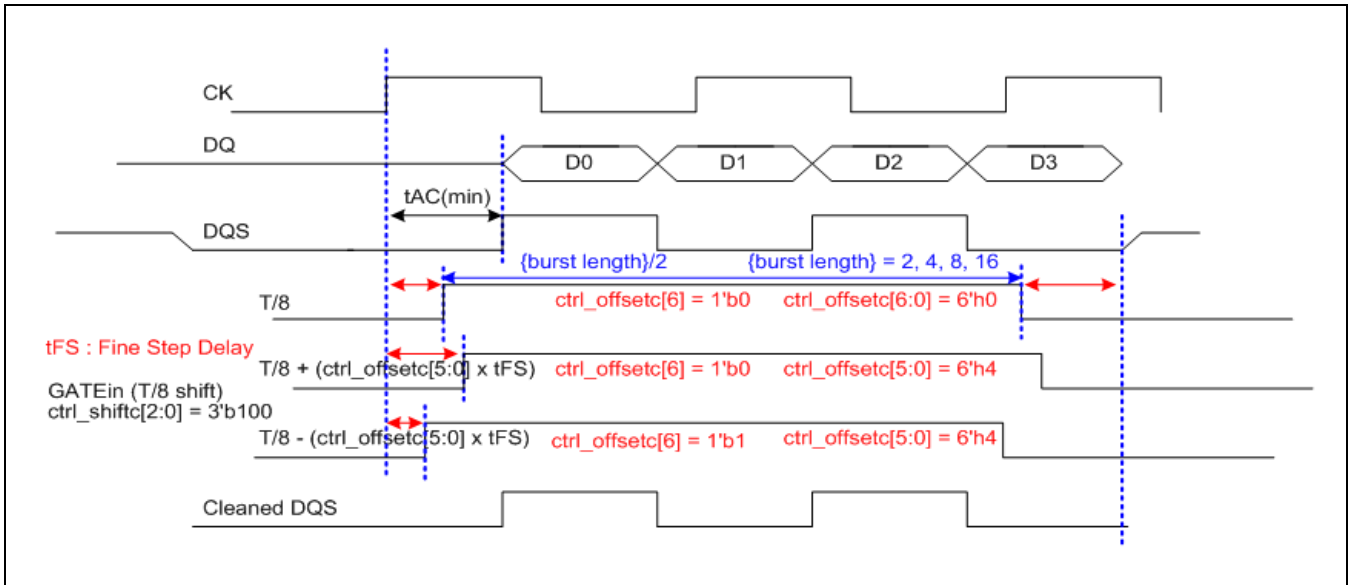 CK
DQ
D0 D1 D2 D3
tAC(min)
DQS
{burst length}/2 {burst length} = 2, 4, 8, 16
T/8 ctrl_offsetc[6] = 1'b0 ctrl_offsetc[6:0] = 6'h0
tFS : Fine Step Delay
T/8 + (ctrl_offsetc[5:0] x tFS) ctrl_offsetc[6] = 1'b0 ctrl_offsetc[5:0] = 6'h4
GATEin (T/8 shift)
ctrl_shiftc[2:0] = 3'b100
T/8 - (ctrl_offsetc[5:0] x tFS) ctrl_offsetc[6] = 1'b1 ctrl_offsetc[5:0] = 6'h4
Cleaned DQS